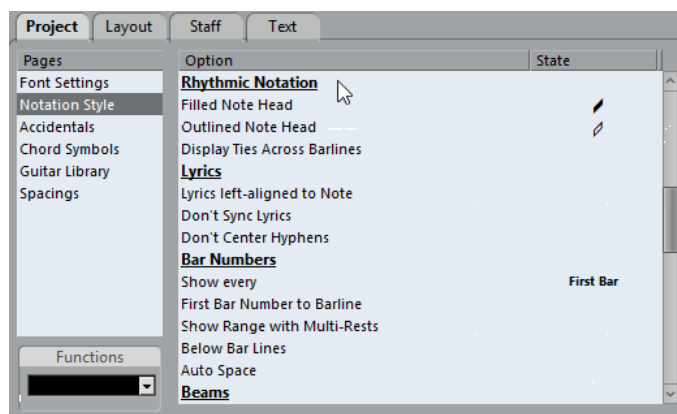 Project Layout Staff Text
Pages
Font Settings
Notation Style
Accidentals
Chord Symbols
Guitar Library
Spacings
Functions
Option State
Rhythmic Notation
Filled Note Head
Outlined Note Head
Display Ties Across Barlines
Lyrics
Lyrics left-aligned to Note
Don't Sync Lyrics
Don't Center Hyphens
Bar Numbers
Show every First Bar
First Bar Number to Barline
Show Range with Multi-Rests
Below Bar Lines
Auto Space
Beams